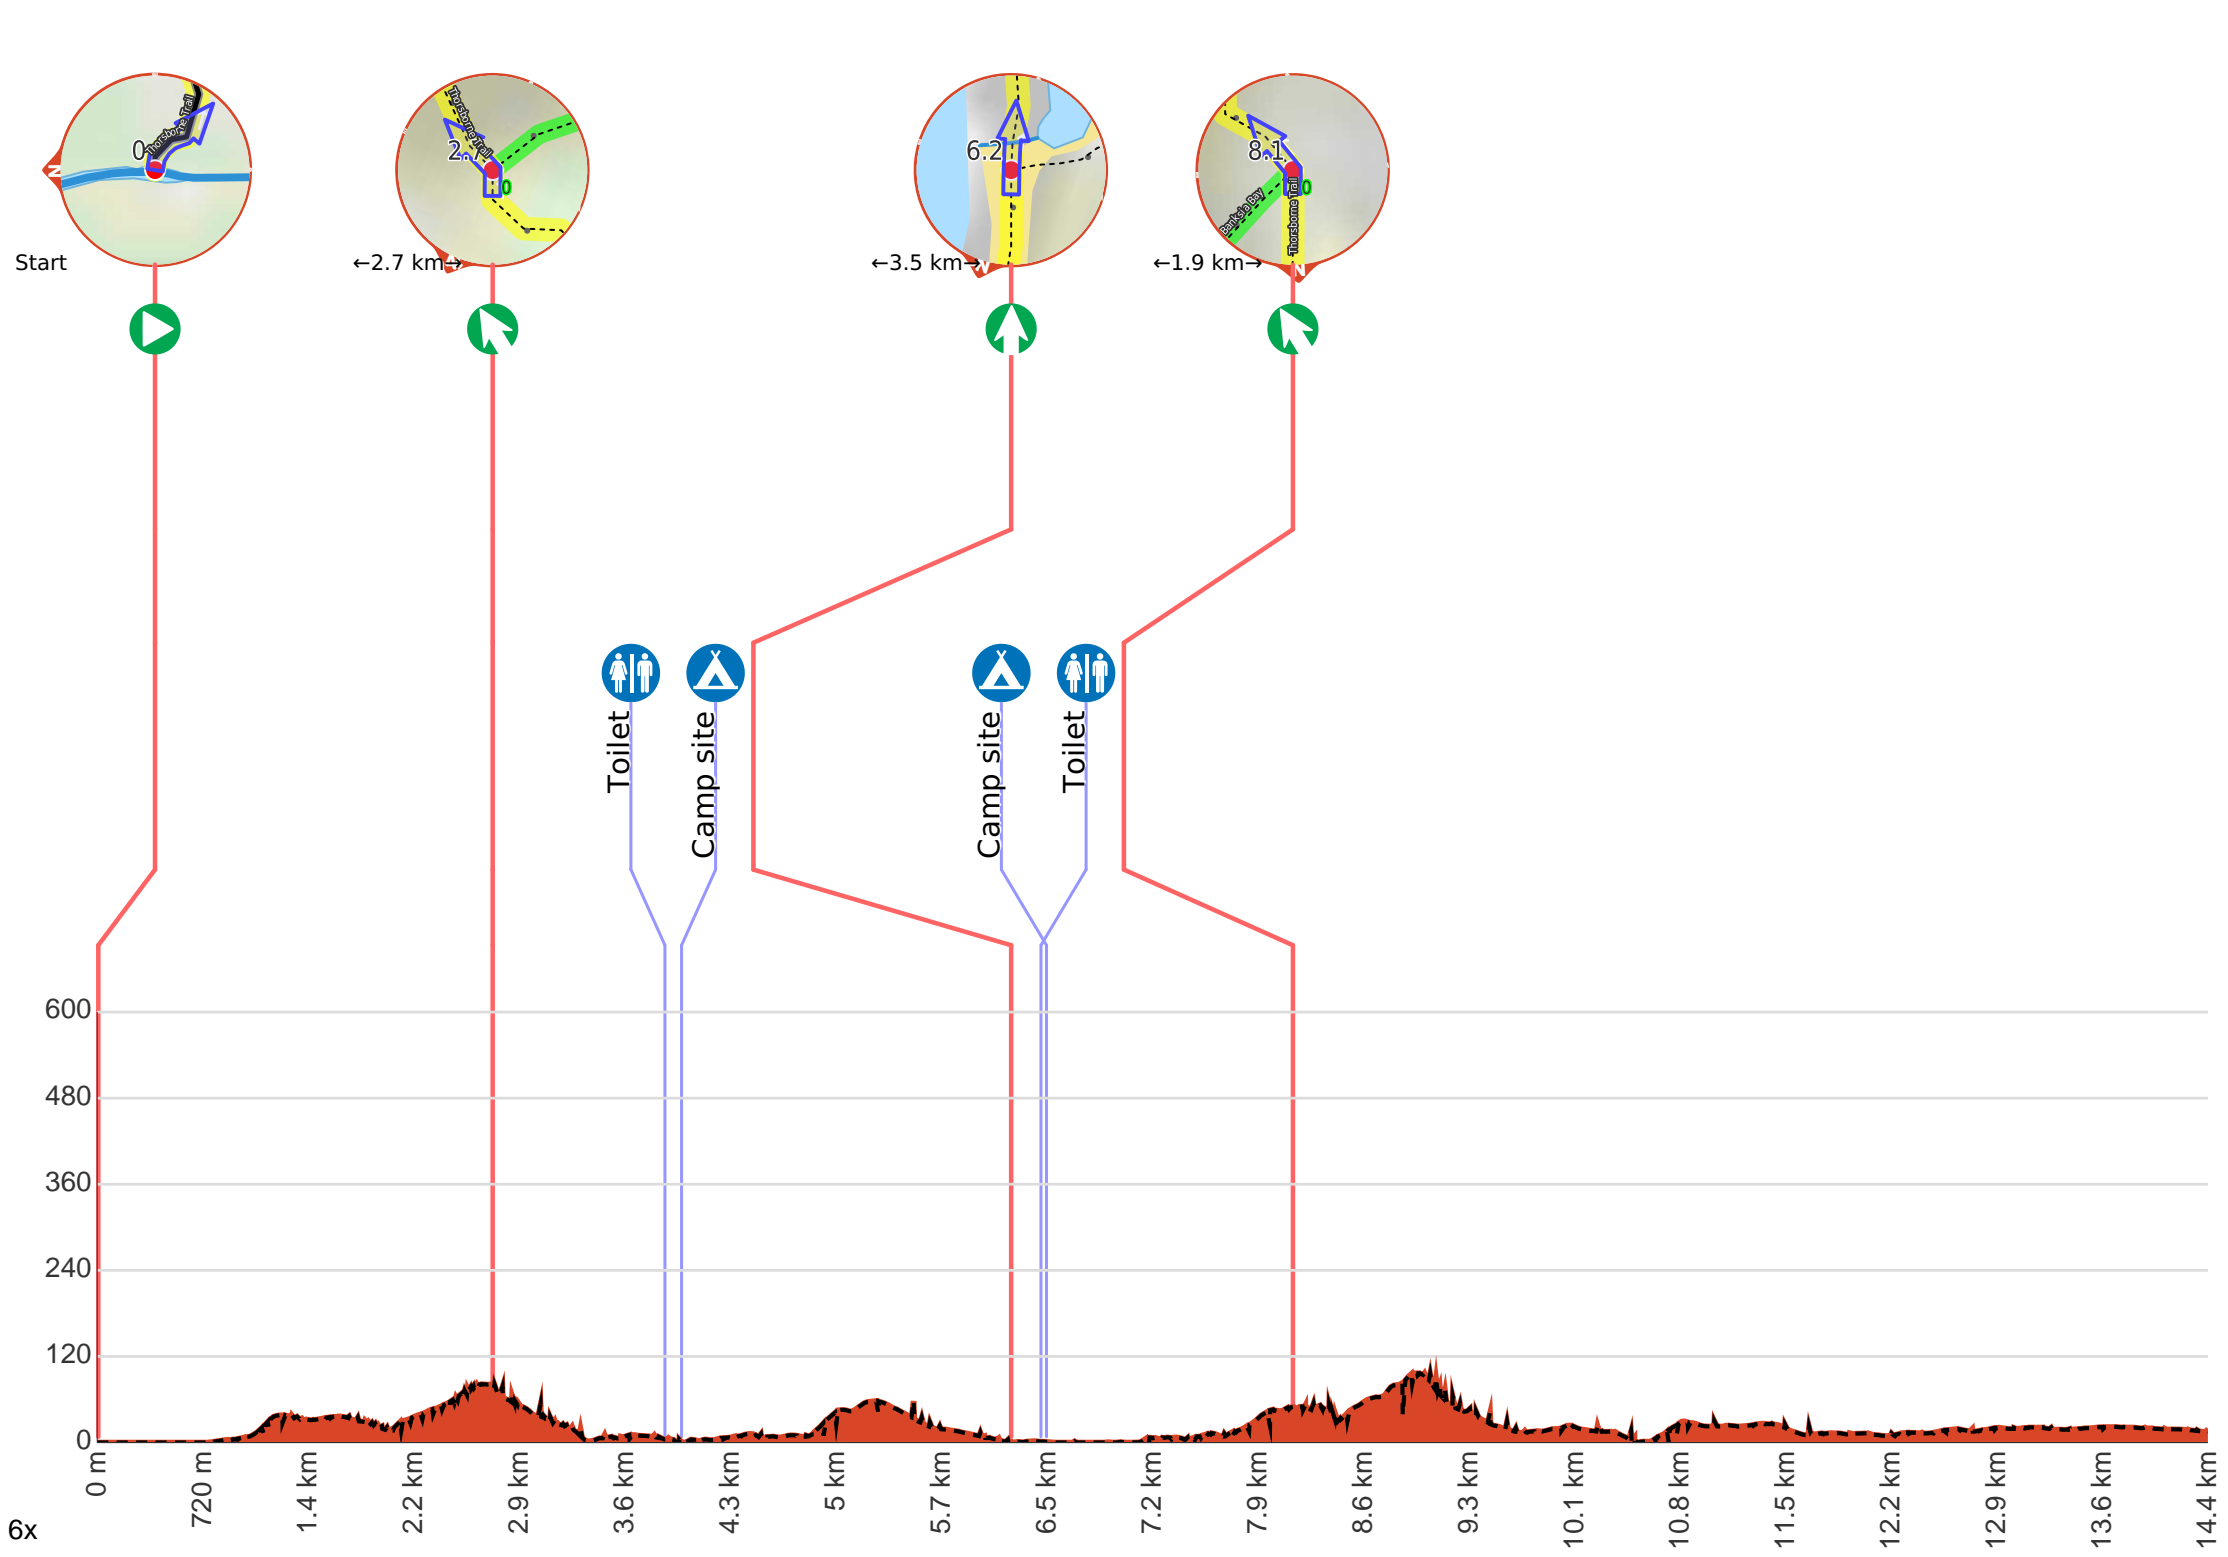 Thorsborne Trail
0
N
Start
Thorsborne Trail
0
←2.7 km→
6.2
N
←3.5 km→
8.1
0
Banksia Bay
Thorsborne Trail
N
←1.9 km→
Toilet
Camp site
Camp site
Toilet
600
480
360
240
120
0
0 m
720 m
1.4 km
2.2 km
2.9 km
3.6 km
4.3 km
5 km
5.7 km
6.5 km
7.2 km
7.9 km
8.6 km
9.3 km
10.1 km
10.8 km
11.5 km
12.2 km
12.9 km
13.6 km
14.4 km
6x